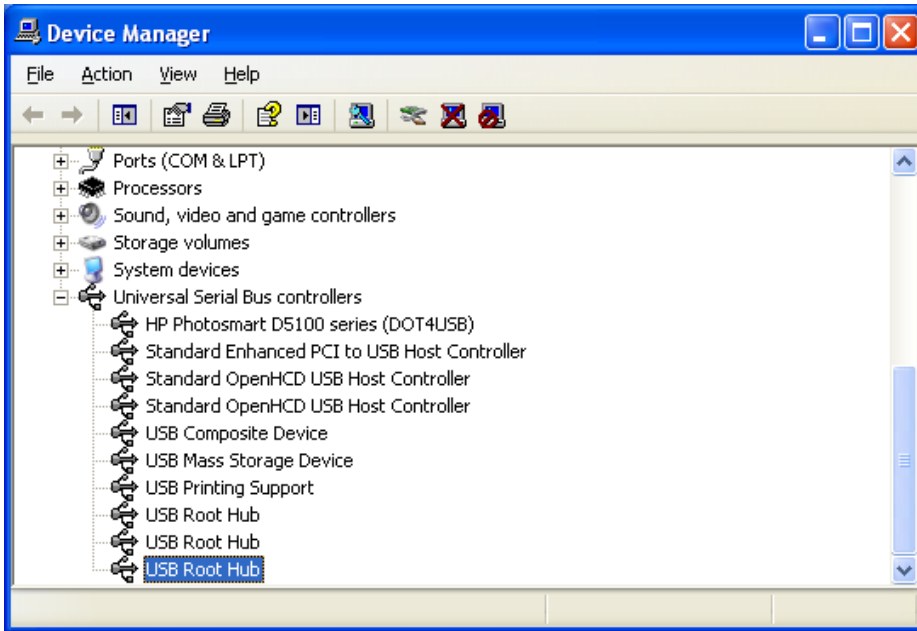 Device Manager
File Action View Help
Ports (COM & LPT)
Processors
Sound, video and game controllers
Storage volumes
System devices
Universal Serial Bus controllers
HP Photosmart D5100 series (DOT4USB)
Standard Enhanced PCI to USB Host Controller
Standard OpenHCD USB Host Controller
Standard OpenHCD USB Host Controller
USB Composite Device
USB Mass Storage Device
USB Printing Support
USB Root Hub
USB Root Hub
USB Root Hub